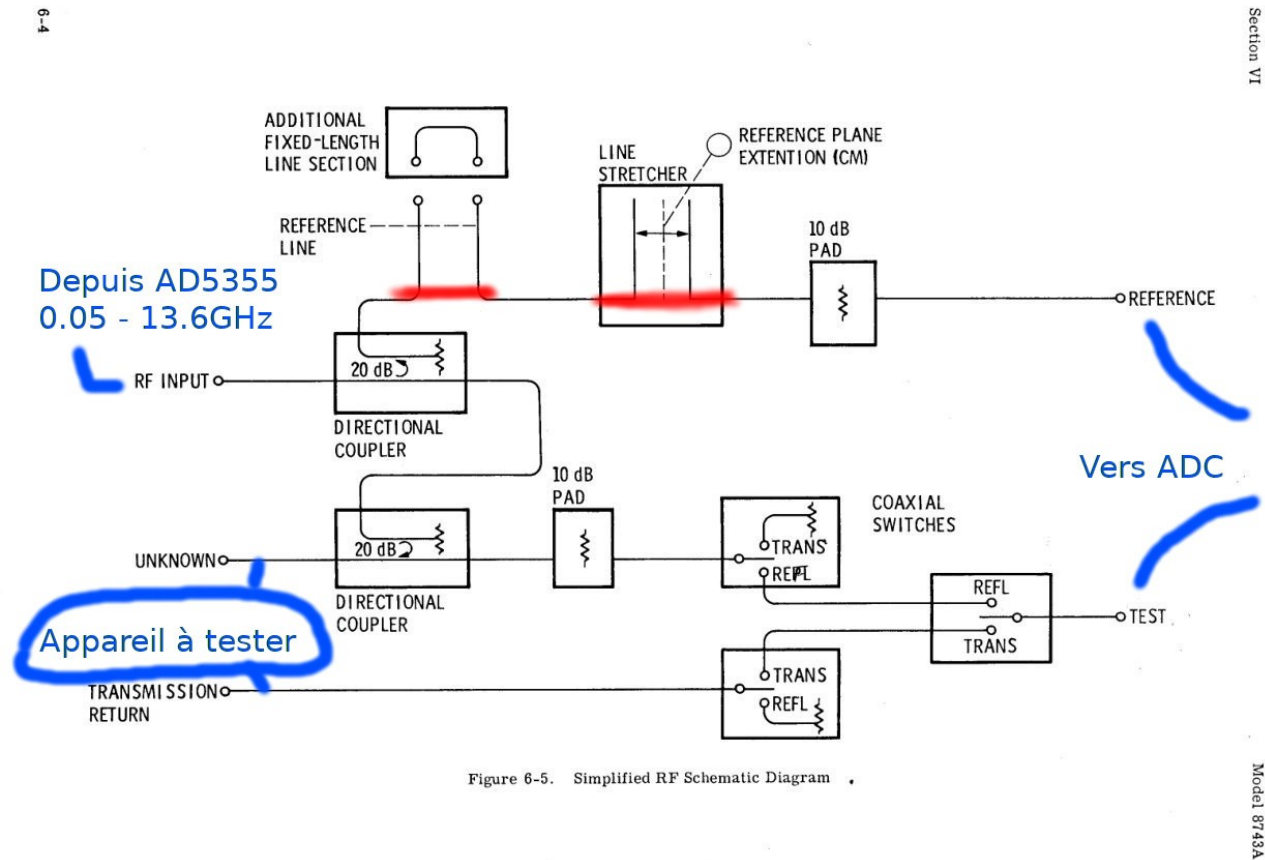 6-4
Section VI
ADDITIONAL
FIXED-LENGTH
LINE SECTION
REFERENCE PLANE
EXTENTION (CM)
LINE
STRETCHER
REFERENCE
LINE
10 dB
PAD
Depuis AD5355
0.05 - 13.6GHz
REFERENCE
20 dB
RF INPUT
DIRECTIONAL
COUPLER
Vers ADC
10 dB
PAD
COAXIAL
SWITCHES
20 dB
TRANS
REFL
UNKNOWN
DIRECTIONAL
COUPLER
REFL
TRANS
TEST
Appareil à tester
TRANSMISSION
RETURN
TRANS
REFL
Figure 6-5. Simplified RF Schematic Diagram
Model 8743A